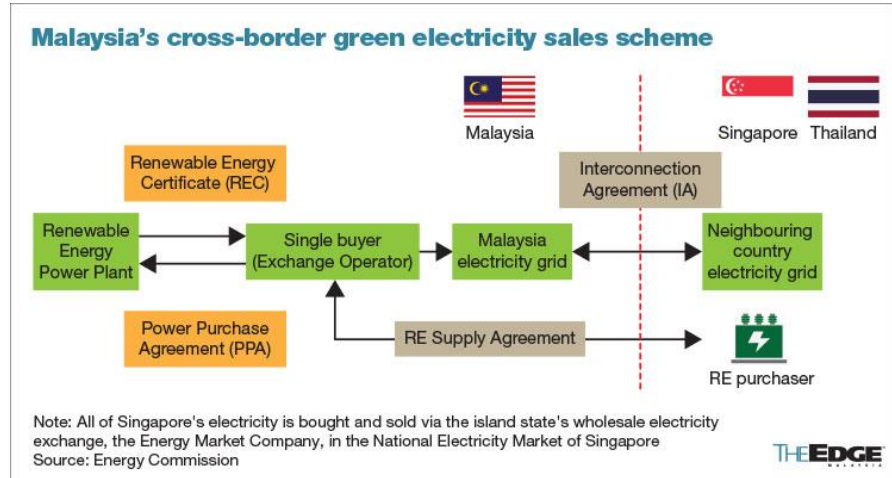 Malaysia's cross-border green electricity sales scheme
Malaysia
Singapore
Thailand
Renewable Energy
Certificate (REC)
Interconnection
Agreement (IA)
Renewable
Energy
Power Plant
Single buyer
(Exchange Operator)
Malaysia
electricity grid
Neighbouring
country
electricity grid
Power Purchase
Agreement (PPA)
RE Supply Agreement
RE purchaser
Note: All of Singapore's electricity is bought and sold via the island state's wholesale electricity
exchange, the Energy Market Company, in the National Electricity Market of Singapore
Source: Energy Commission
THEEDGE
MALAYSIA